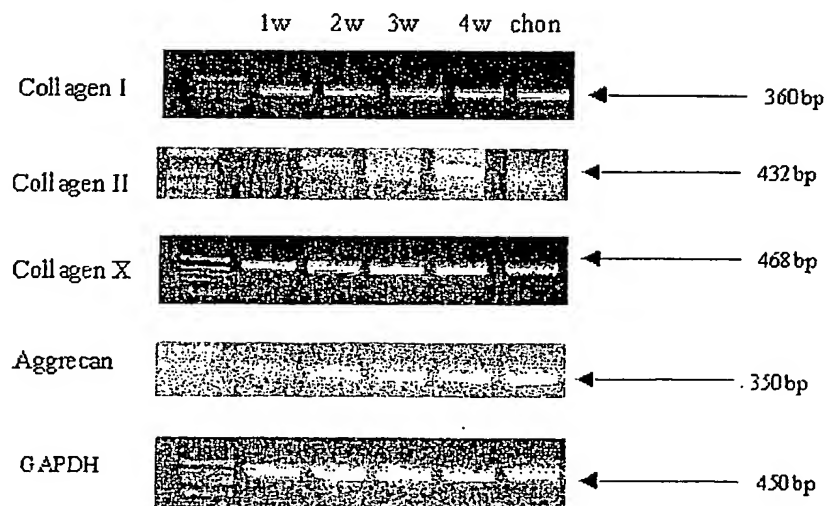 1w 2w 3w 4w chon
Collagen I 360bp
Collagen II 432bp
Collagen X 468bp
Aggrecan 350bp
GAPDH 450bp